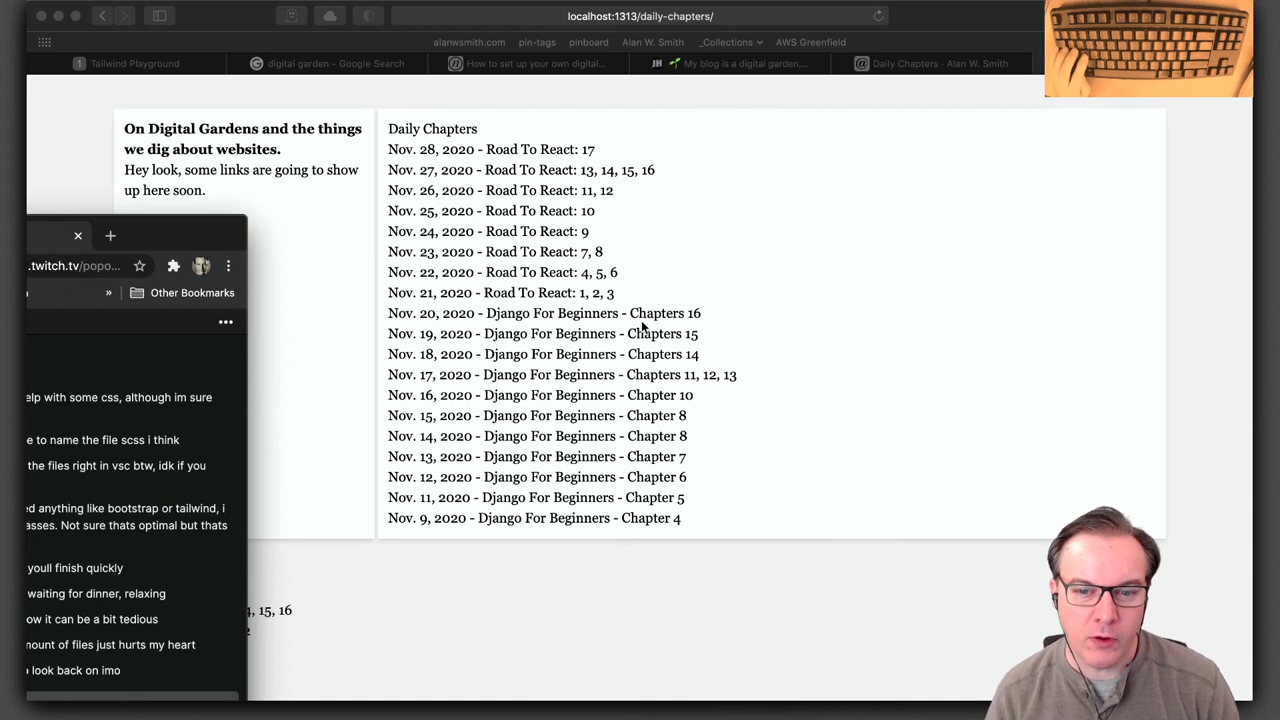 localhost:1313/daily-chapters/
alanwsmith.com pin-tags pinboard Alan W. Smith _Collections AWS Greenfield
1 Tailwind Playground
digital garden - Google Search
How to set up your own digital...
JH My blog is a digital garden,...
Daily Chapters · Alan W. Smith
On Digital Gardens and the things
we dig about websites.
Hey look, some links are going to show
up here soon.
Daily Chapters
Nov. 28, 2020 - Road To React: 17
Nov. 27, 2020 - Road To React: 13, 14, 15, 16
Nov. 26, 2020 - Road To React: 11, 12
Nov. 25, 2020 - Road To React: 10
Nov. 24, 2020 - Road To React: 9
Nov. 23, 2020 - Road To React: 7, 8
Nov. 22, 2020 - Road To React: 4, 5, 6
Nov. 21, 2020 - Road To React: 1, 2, 3
Nov. 20, 2020 - Django For Beginners - Chapters 16
Nov. 19, 2020 - Django For Beginners - Chapters 15
Nov. 18, 2020 - Django For Beginners - Chapters 14
Nov. 17, 2020 - Django For Beginners - Chapters 11, 12, 13
Nov. 16, 2020 - Django For Beginners - Chapter 10
Nov. 15, 2020 - Django For Beginners - Chapter 8
Nov. 14, 2020 - Django For Beginners - Chapter 8
Nov. 13, 2020 - Django For Beginners - Chapter 7
Nov. 12, 2020 - Django For Beginners - Chapter 6
Nov. 11, 2020 - Django For Beginners - Chapter 5
Nov. 9, 2020 - Django For Beginners - Chapter 4
.twitch.tv/popo...
» Other Bookmarks
elp with some css, although im sure
e to name the file scss i think
the files right in vsc btw, idk if you
ed anything like bootstrap or tailwind, i
asses. Not sure thats optimal but thats
youll finish quickly
waiting for dinner, relaxing
ow it can be a bit tedious
mount of files just hurts my heart
look back on imo
4, 15, 16
2